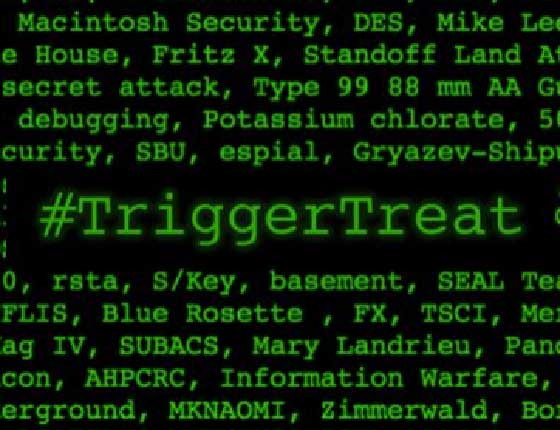 Macintosh Security, DES, Mike Lee
e House, Fritz X, Standoff Land At
secret attack, Type 99 88 mm AA Gu
debugging, Potassium chlorate, 50
curity, SBU, espial, Gryazev-Shipu
#TriggerTreat
0, rsta, S/Key, basement, SEAL Tea
FLIS, Blue Rosette , FX, TSCI, Mer
ag IV, SUBACS, Mary Landrieu, Pand
con, AHPCRC, Information Warfare,
erground, MKNAOMI, Zimmerwald, Bo